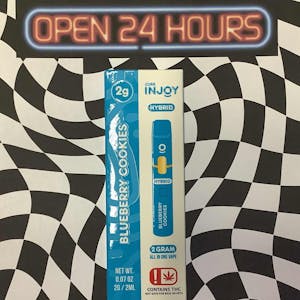 OPEN 24 HOURS
2g
BLUEBERRY COOKIES
NET WT.
0.07 OZ
2G / 2ML
CURE
INJOY
HYBRID
HYBRID
BLUEBERRY
COOKIES
2 GRAM
ALL IN ONE VAPE
CONTAINS THC